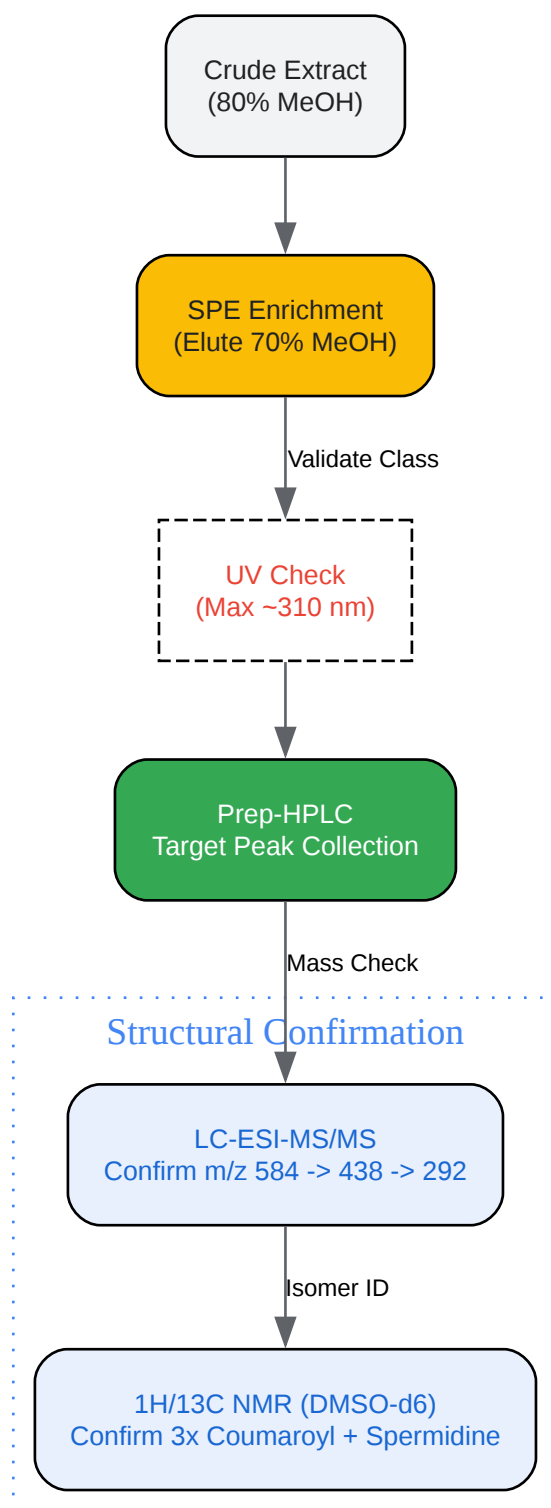 Crude Extract
(80% MeOH)
SPE Enrichment
(Elute 70% MeOH)
Validate Class
UV Check
(Max ~310 nm)
Prep-HPLC
Target Peak Collection
Mass Check
Structural Confirmation
LC-ESI-MS/MS
Confirm m/z 584 -> 438 -> 292
Isomer ID
1H/13C NMR (DMSO-d6)
Confirm 3x Coumaroyl + Spermidine